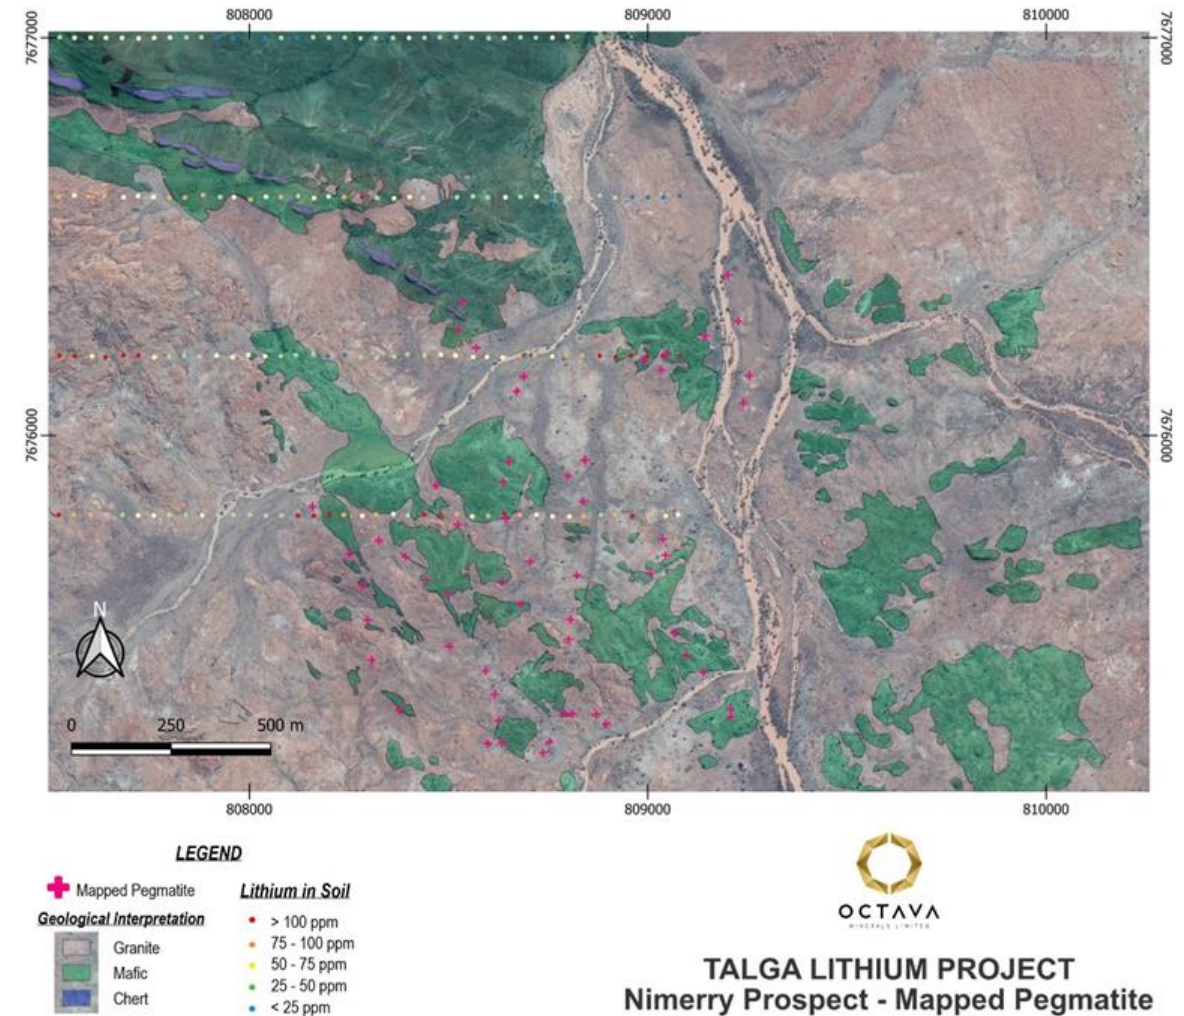 808000 809000 810000
7677000 7677000
7676000 7676000
N
0 250 500 m
808000 809000 810000
LEGEND
Mapped Pegmatite
Geological Interpretation
Granite
Mafic
Chert
Lithium in Soil
> 100 ppm
75 - 100 ppm
50 - 75 ppm
25 - 50 ppm
< 25 ppm
OCTAVA
MINERALS LIMITED
TALGA LITHIUM PROJECT
Nimerry Prospect - Mapped Pegmatite